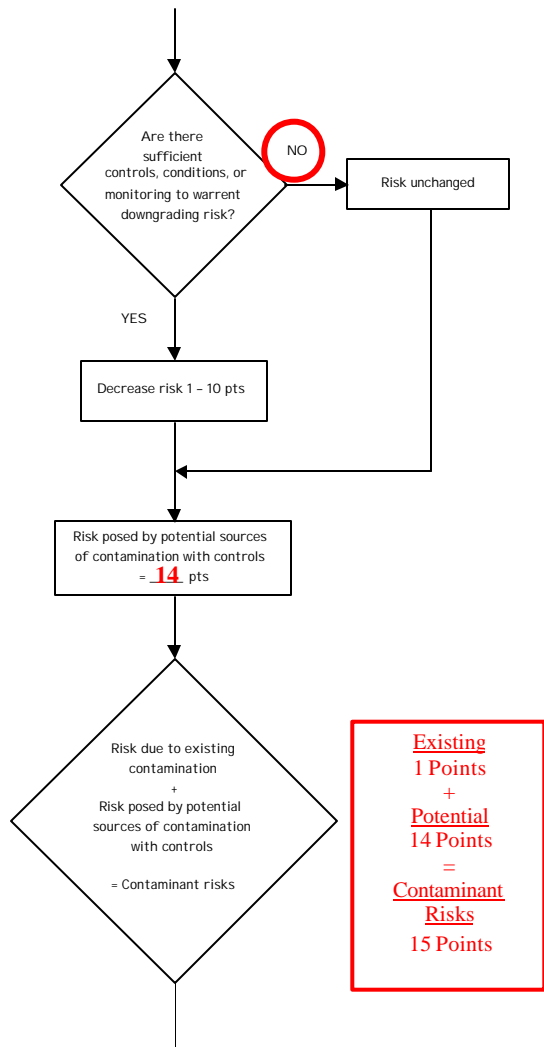 Are there
sufficient
controls, conditions, or
monitoring to warrent
downgrading risk?
NO
Risk unchanged
YES
Decrease risk 1 – 10 pts
Risk posed by potential sources
of contamination with controls
= 14 pts
Risk due to existing
contamination
+
Risk posed by potential
sources of contamination
with controls
= Contaminant risks
Existing
1 Points
+
Potential
14 Points
=
Contaminant
Risks
15 Points